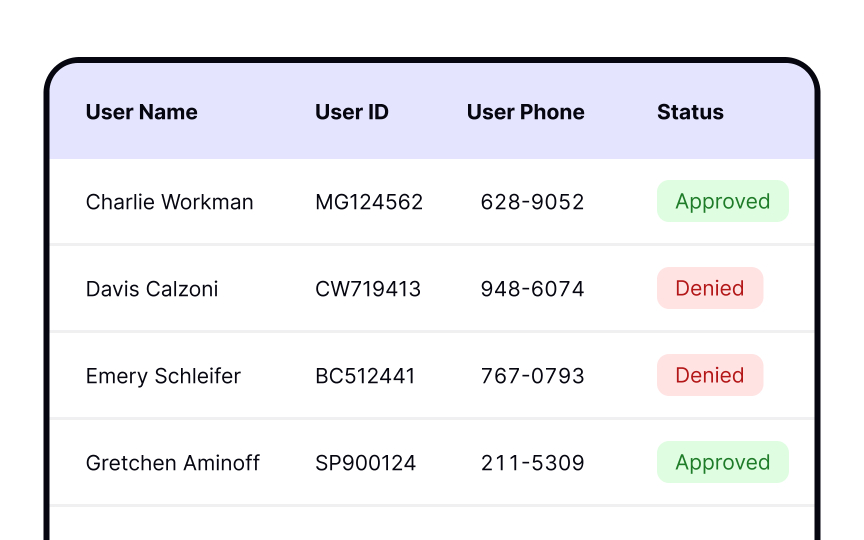 User Name User ID User Phone Status
Charlie Workman MG124562 628-9052 Approved
Davis Calzoni CW719413 948-6074 Denied
Emery Schleifer BC512441 767-0793 Denied
Gretchen Aminoff SP900124 211-5309 Approved